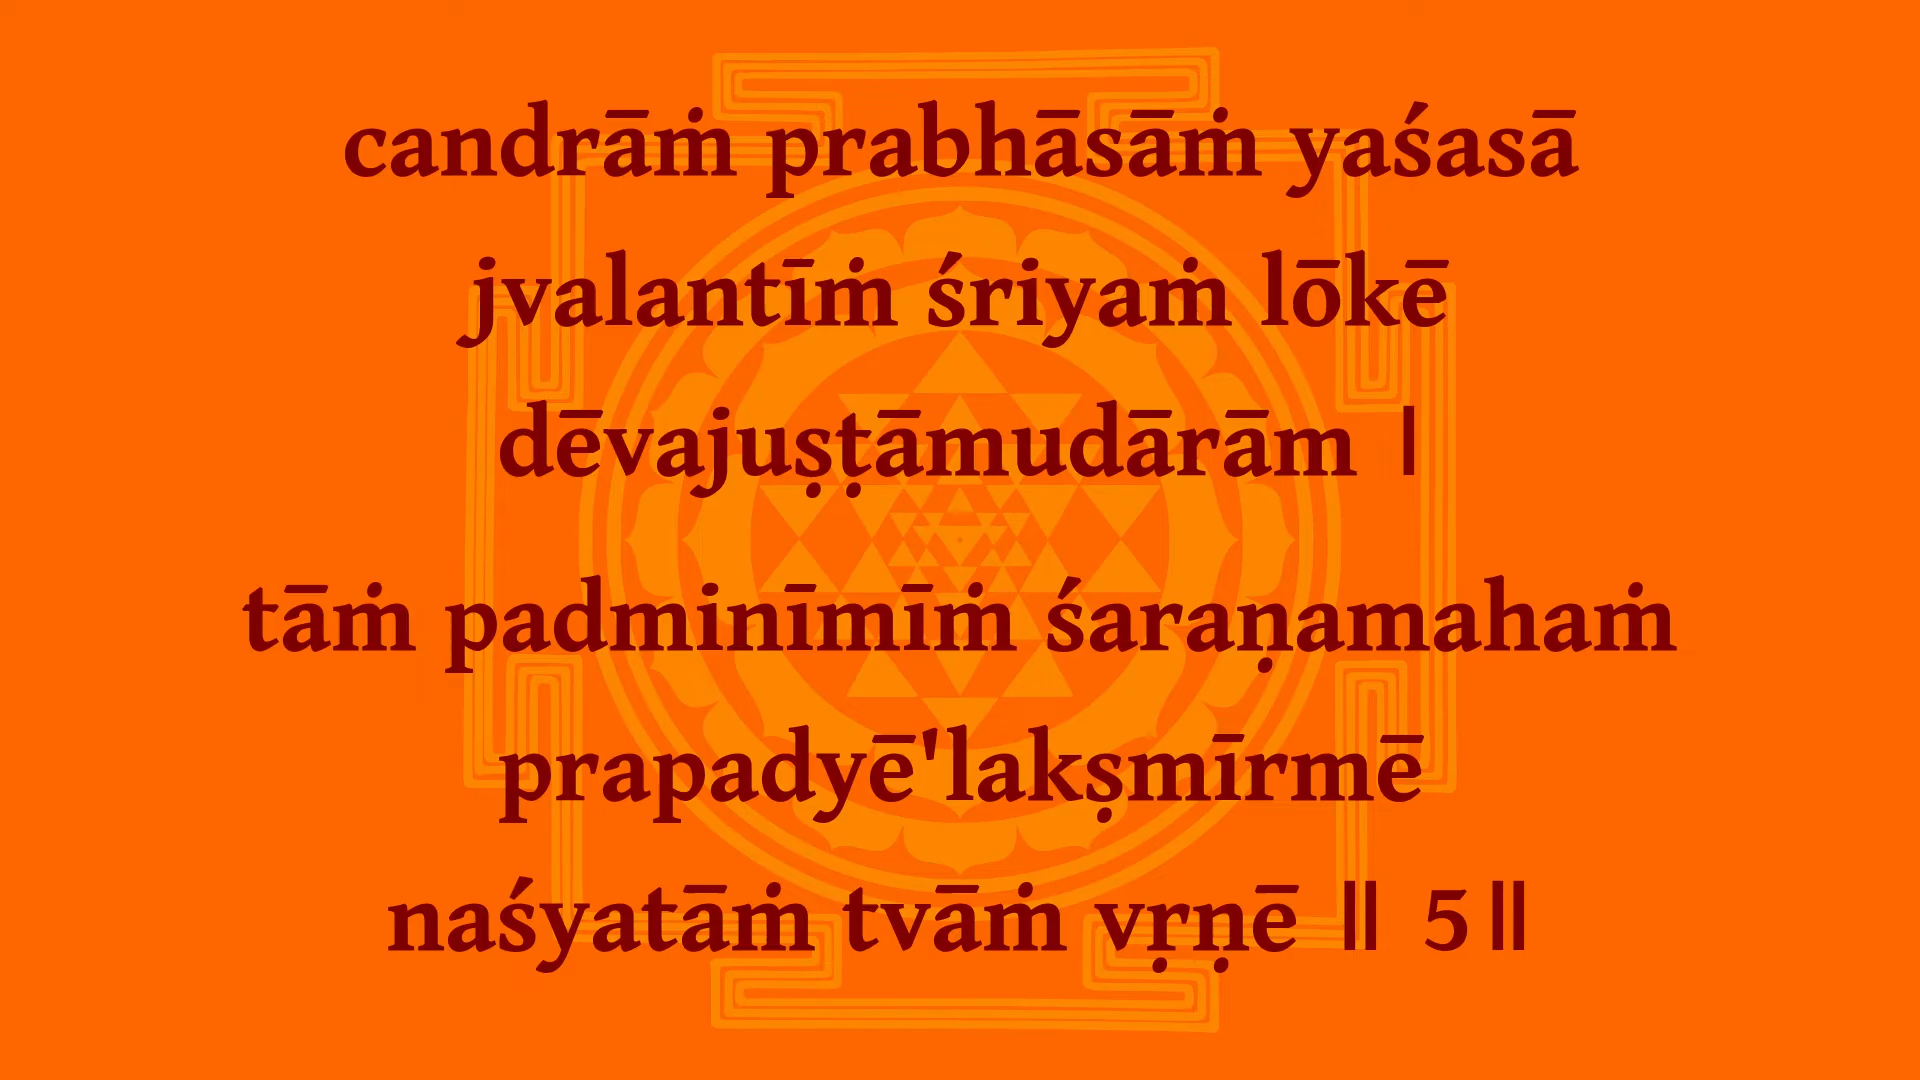 candrāṁ prabhāsāṁ yaśasā
jvalantīṁ śriyaṁ lōkē
dēvajuṣṭāmudārām ।
tāṁ padminīmīṁ śaraṇamahaṁ
prapadyē'lakṣmīrmē
naśyatāṁ tvāṁ vṛṇē ॥ 5॥